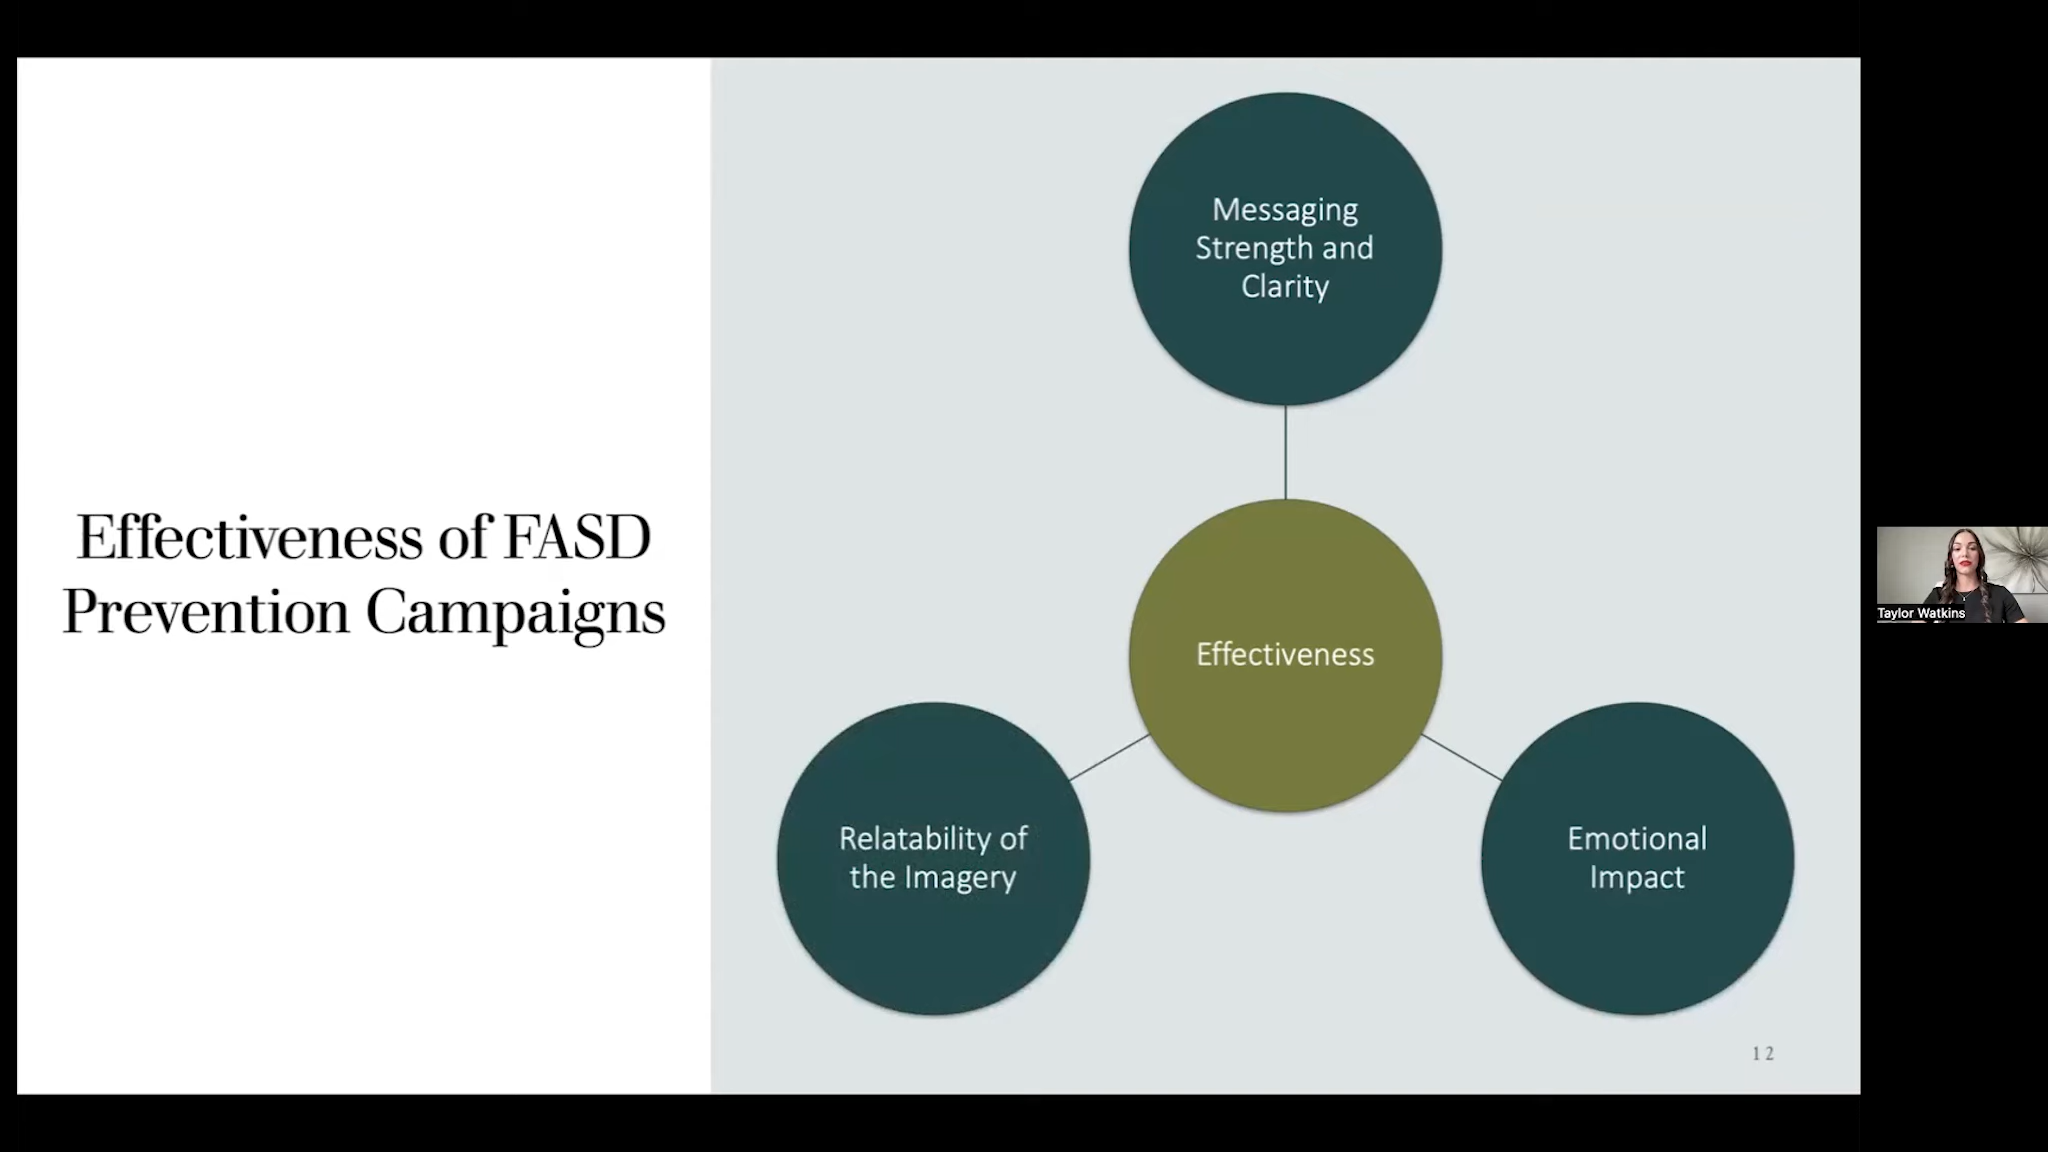 Effectiveness of FASD
Prevention Campaigns
Messaging
Strength and
Clarity
Effectiveness
Relatability of
the Imagery
Emotional
Impact
12
Taylor Watkins